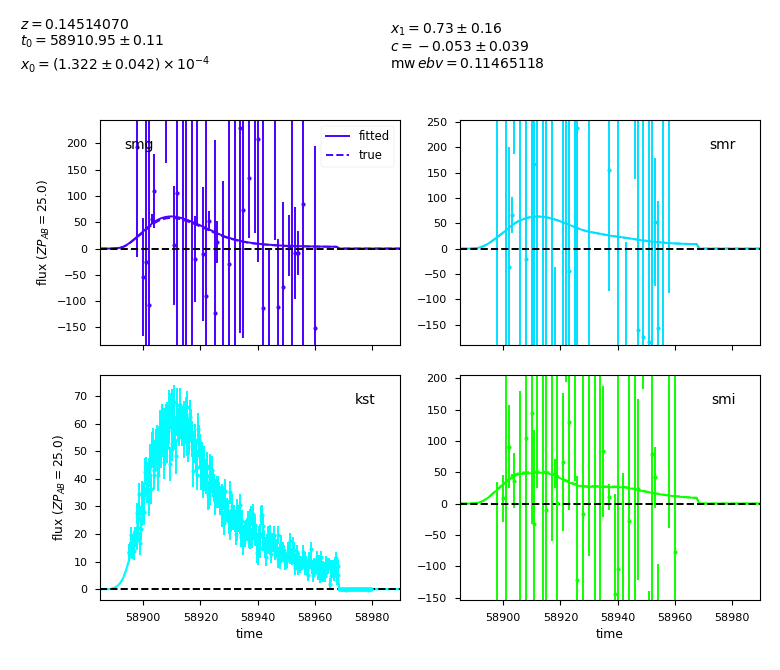 z = 0.14514070
t₀ = 58910.95 ± 0.11
x₀ = (1.322 ± 0.042) × 10⁻⁴
x₁ = 0.73 ± 0.16
c = −0.053 ± 0.039
mw ebv = 0.11465118
smg
fitted
true
200
150
100
50
0
−50
−100
−150
flux (ZP_AB = 25.0)
smr
250
200
150
100
50
0
−50
−100
−150
kst
70
60
50
40
30
20
10
0
flux (ZP_AB = 25.0)
58900 58920 58940 58960 58980
time
smi
200
150
100
50
0
−50
−100
−150
58900 58920 58940 58960 58980
time